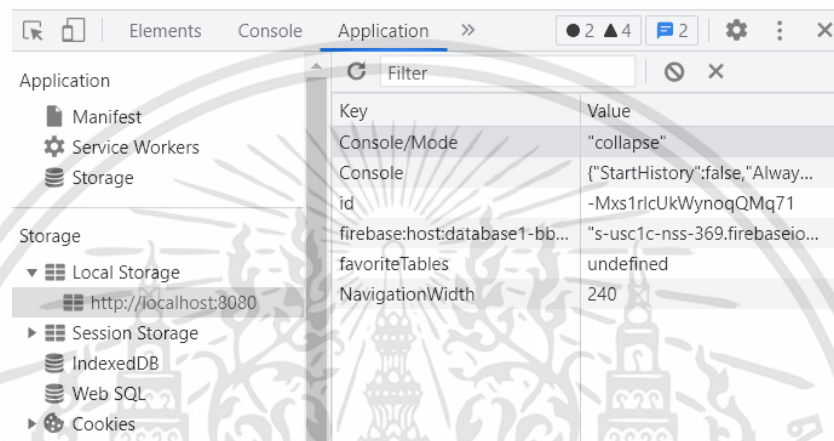 Elements Console Application 2 4 2
Application
Manifest
Service Workers
Storage
Storage
Local Storage
http://localhost:8080
Session Storage
IndexedDB
Web SQL
Cookies
Filter
Key Value
Console/Mode "collapse"
Console {"StartHistory":false,"Alway...
id -Mxs1rlcUkWynoqQMq71
firebase:host:database1-bb... "s-usc1c-nss-369.firebaseio...
favoriteTables undefined
NavigationWidth 240